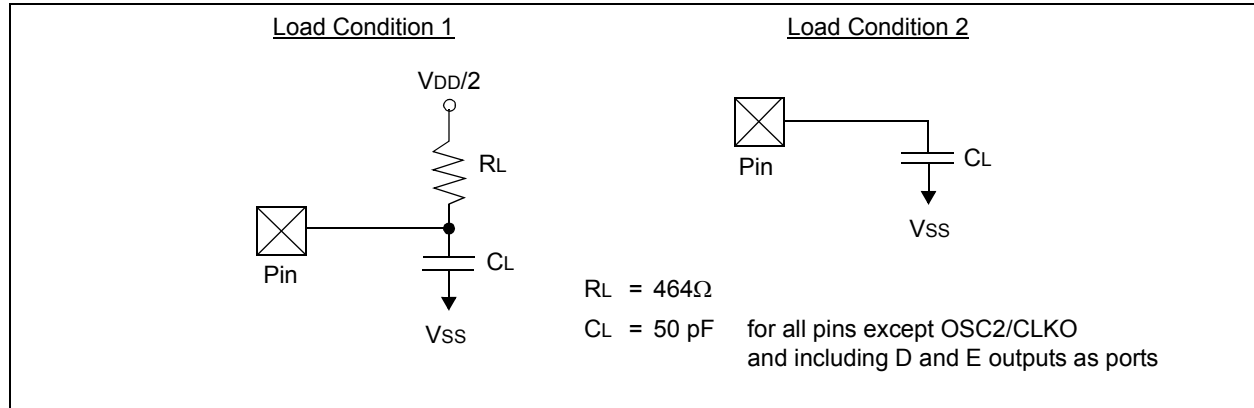 Load Condition 1
VDD/2
RL
Pin
CL
VSS
Load Condition 2
Pin
CL
VSS
RL = 464Ω
CL = 50 pF for all pins except OSC2/CLKO
and including D and E outputs as ports